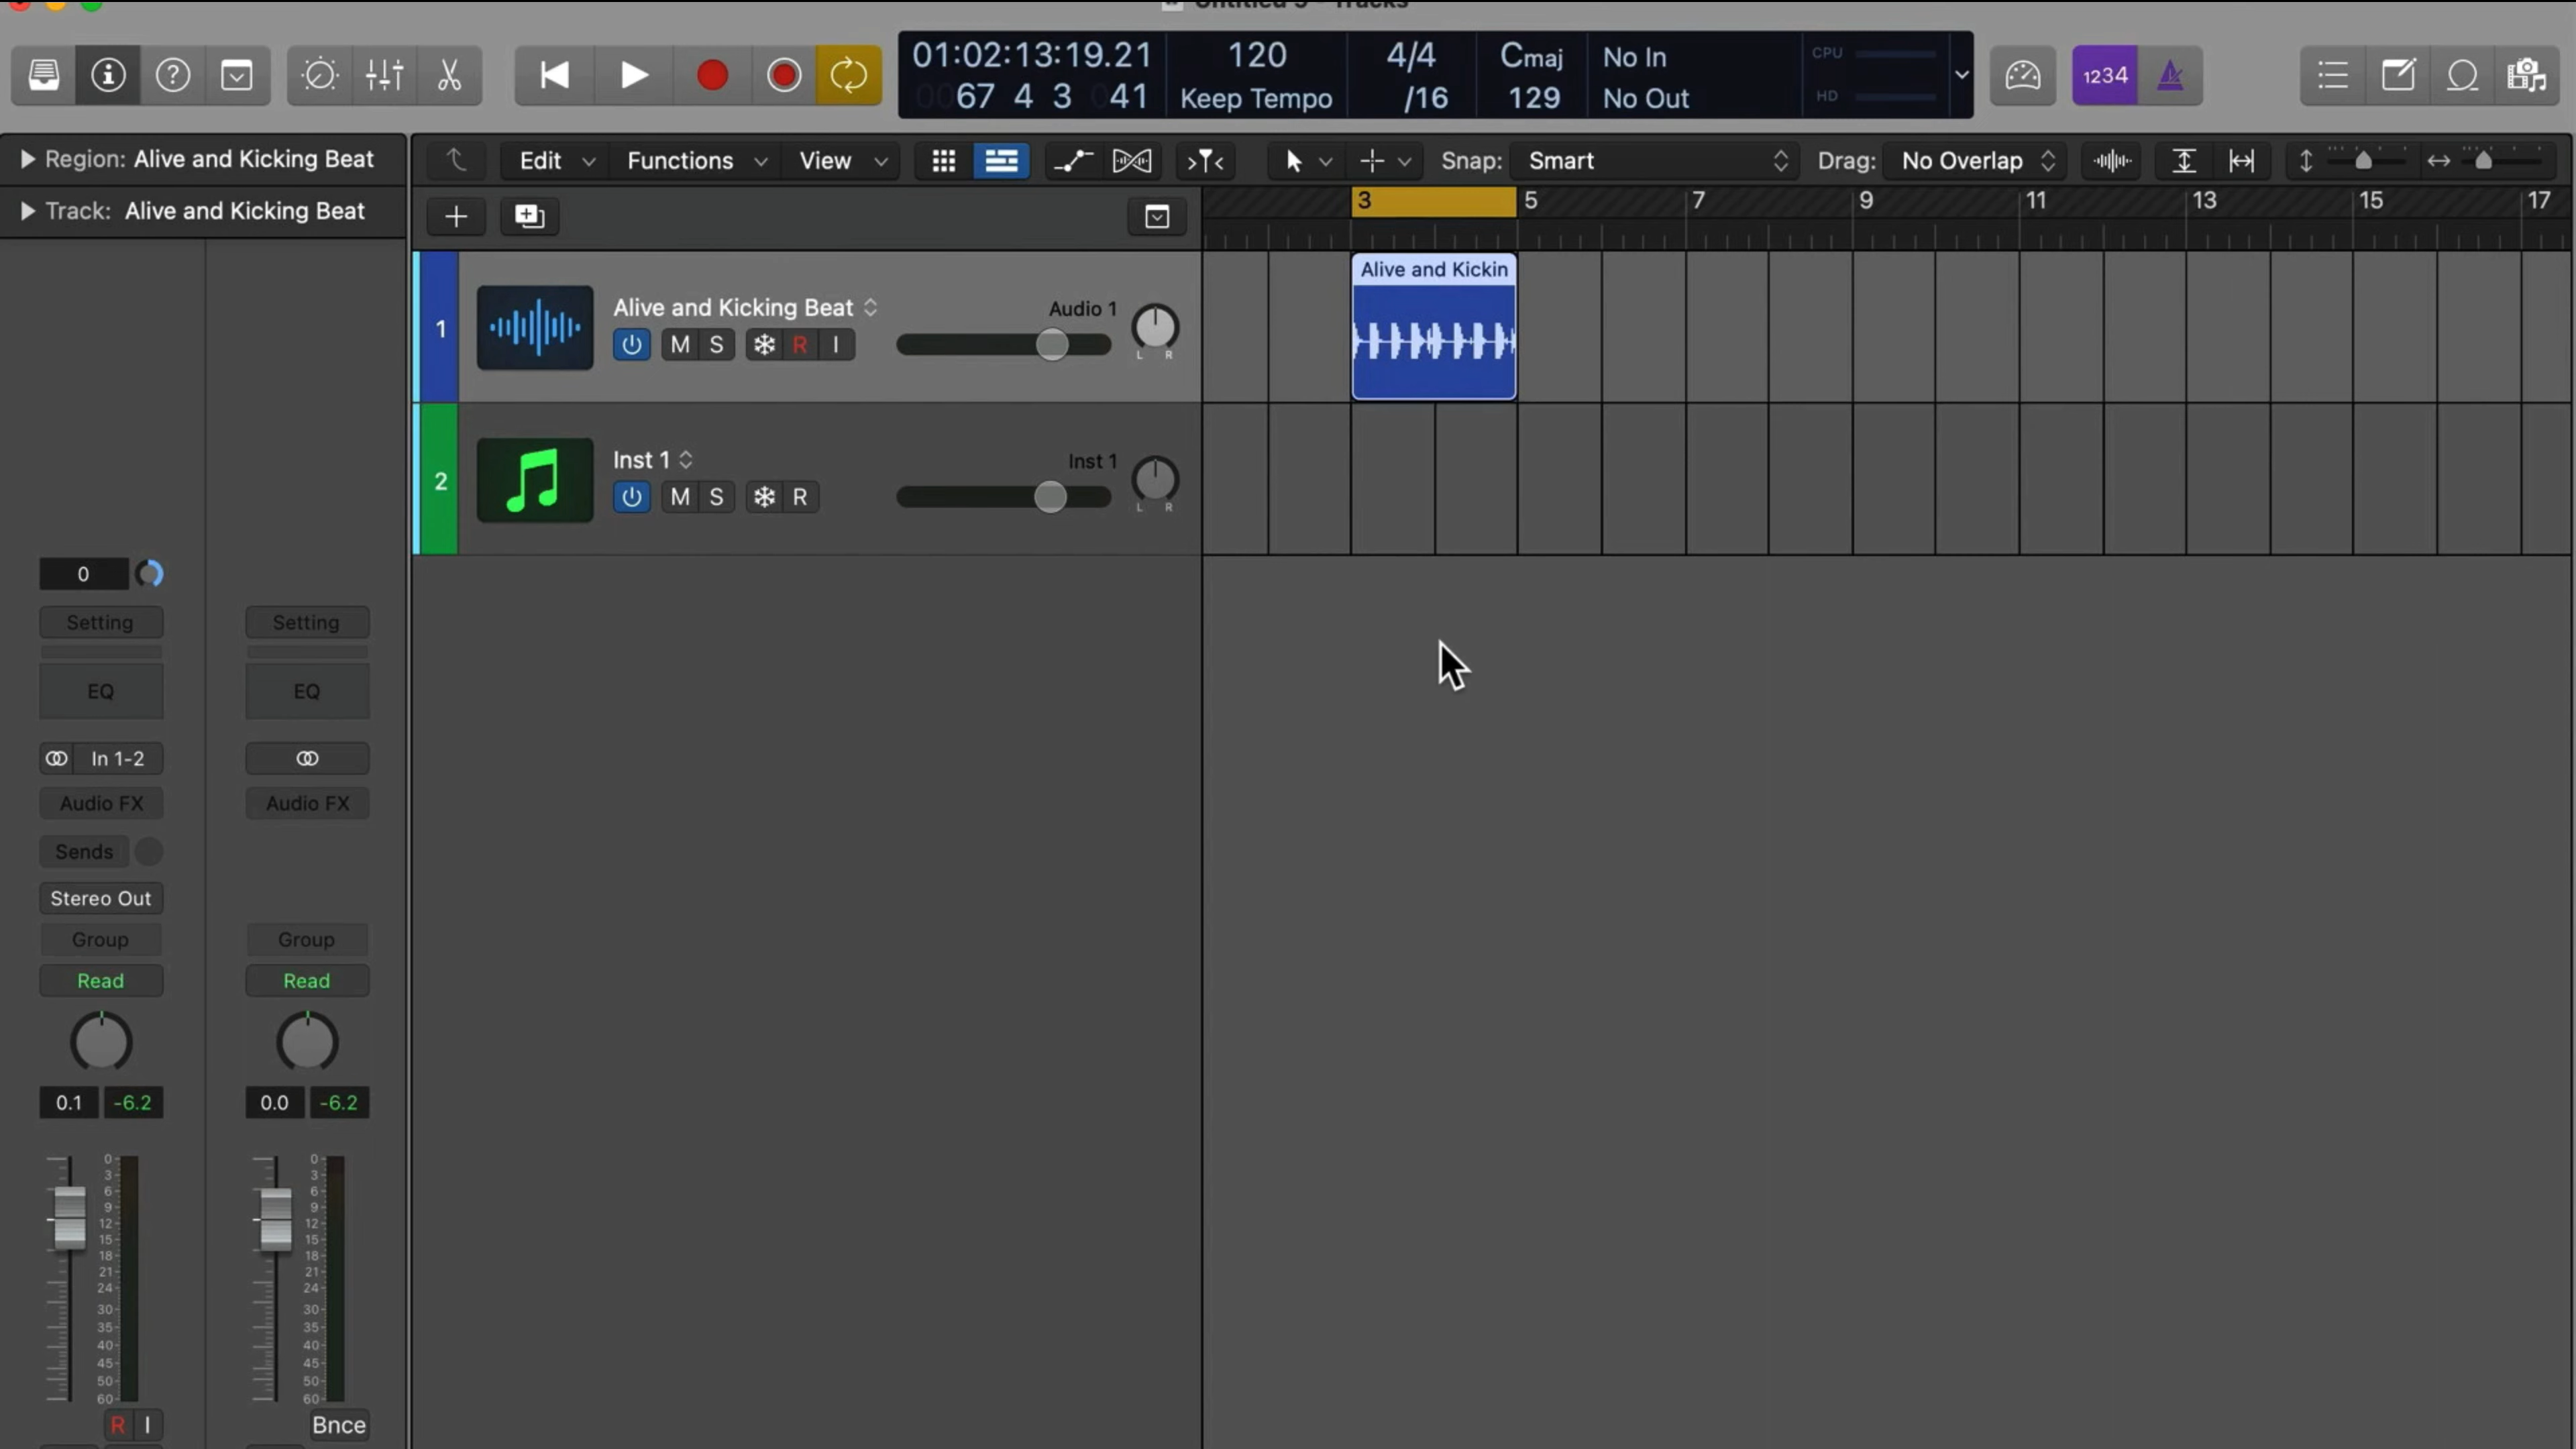 Untitled 5 - Tracks
01:02:13:19.21
67 4 3 41
120
Keep Tempo
4/4
/16
Cmaj
129
No In
No Out
CPU
HD
1234
Region: Alive and Kicking Beat
Track: Alive and Kicking Beat
Edit Functions View Snap: Smart Drag: No Overlap
3 5 7 9 11 13 15 17
1
Alive and Kicking Beat
Audio 1
M S R I
L R
Alive and Kickin
2
Inst 1
Inst 1
M S R
L R
0
Setting Setting
EQ EQ
In 1-2
Audio FX Audio FX
Sends
Stereo Out
Group Group
Read Read
0.1 -6.2 0.0 -6.2
0 0
3 3
6 6
9 9
12 12
15 15
18 18
21 21
24 24
30 30
35 35
40 40
45 45
50 50
60 60
R I Bnce